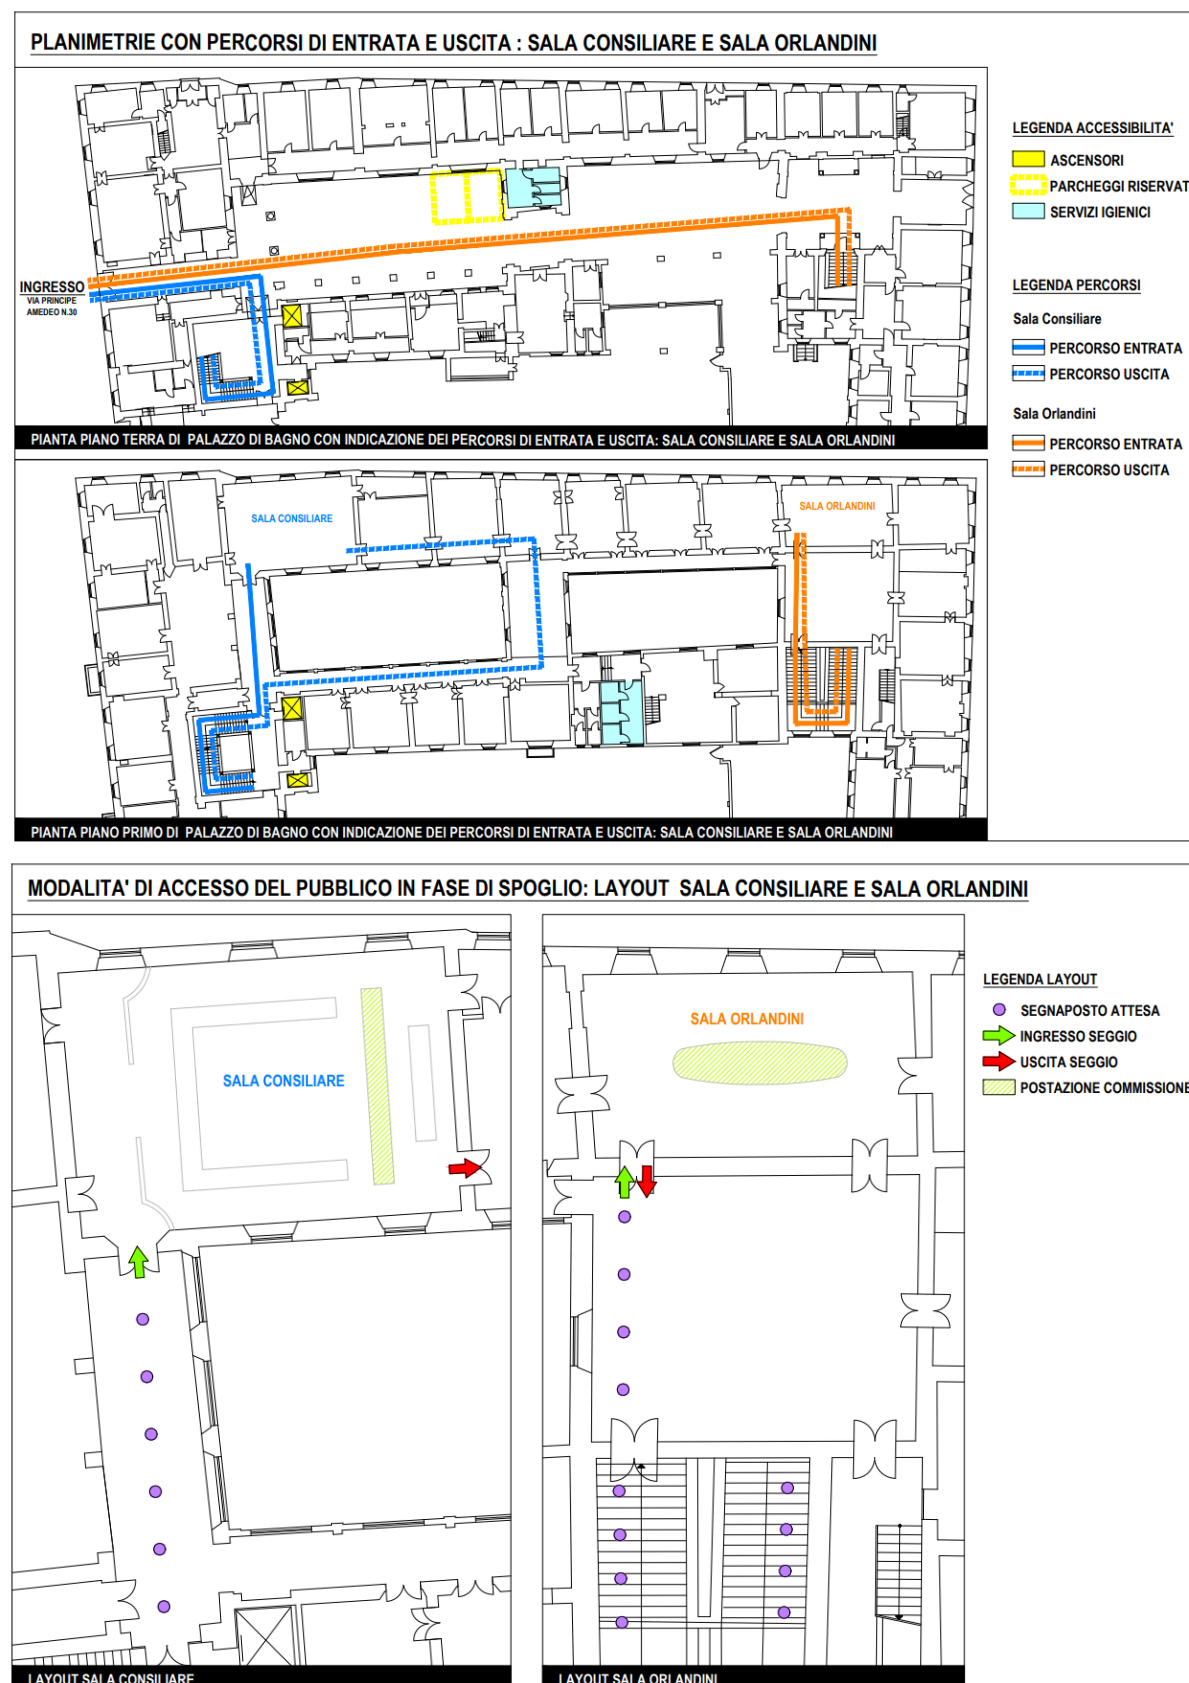 PLANIMETRIE CON PERCORSI DI ENTRATA E USCITA : SALA CONSILIARE E SALA ORLANDINI
LEGENDA ACCESSIBILITA'
ASCENSORI
PARCHEGGI RISERVAT
SERVIZI IGIENICI
INGRESSO
VIA PRINCIPE
AMEDEO N.30
LEGENDA PERCORSI
Sala Consiliare
PERCORSO ENTRATA
PERCORSO USCITA
Sala Orlandini
PERCORSO ENTRATA
PERCORSO USCITA
PIANTA PIANO TERRA DI PALAZZO DI BAGNO CON INDICAZIONE DEI PERCORSI DI ENTRATA E USCITA: SALA CONSILIARE E SALA ORLANDINI
SALA CONSILIARE
SALA ORLANDINI
PIANTA PIANO PRIMO DI PALAZZO DI BAGNO CON INDICAZIONE DEI PERCORSI DI ENTRATA E USCITA: SALA CONSILIARE E SALA ORLANDINI
MODALITA' DI ACCESSO DEL PUBBLICO IN FASE DI SPOGLIO: LAYOUT SALA CONSILIARE E SALA ORLANDINI
SALA CONSILIARE
SALA ORLANDINI
LEGENDA LAYOUT
SEGNAPOSTO ATTESA
INGRESSO SEGGIO
USCITA SEGGIO
POSTAZIONE COMMISSIONE
LAYOUT SALA CONSILIARE
LAYOUT SALA ORLANDINI